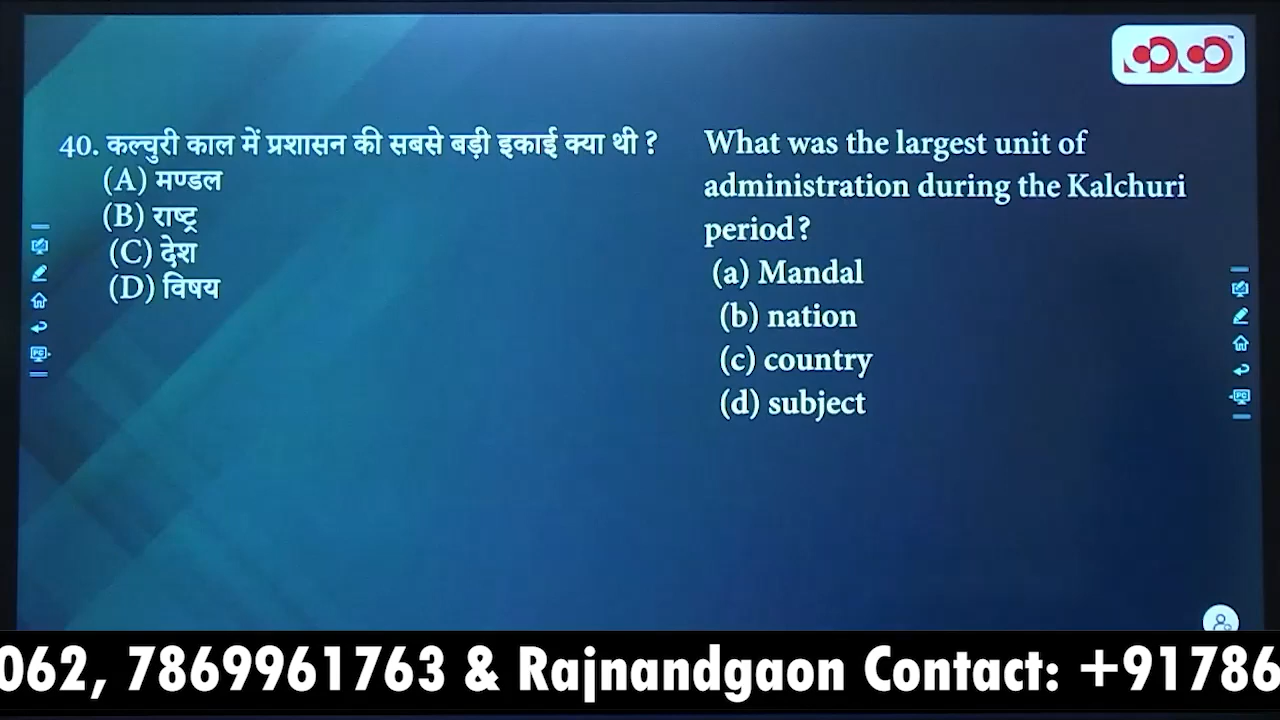 40. कल्चुरी काल में प्रशासन की सबसे बड़ी इकाई क्या थी ?
(A) मण्डल
(B) राष्ट्र
(C) देश
(D) विषय
What was the largest unit of
administration during the Kalchuri
period?
(a) Mandal
(b) nation
(c) country
(d) subject
062, 7869961763 & Rajnandgaon Contact: +91786